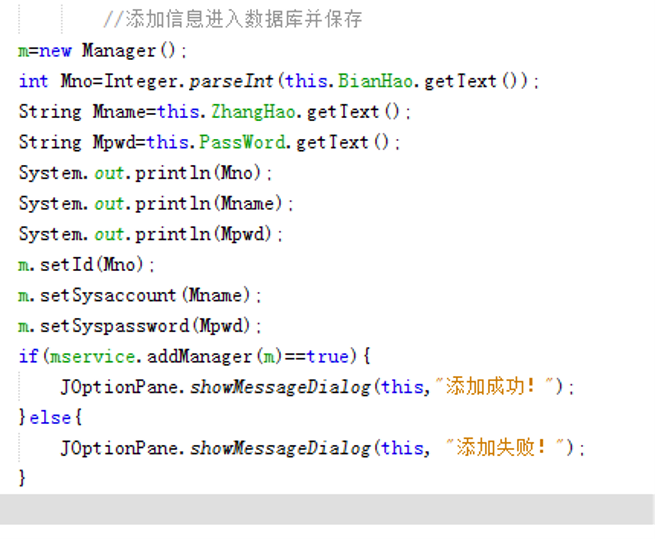 //添加信息进入数据库并保存
m=new Manager();
int Mno=Integer.parseInt(this.BianHao.getText());
String Mname=this.ZhangHao.getText();
String Mpwd=this.PassWord.getText();
System.out.println(Mno);
System.out.println(Mname);
System.out.println(Mpwd);
m.setId(Mno);
m.setSysaccount(Mname);
m.setSyspassword(Mpwd);
if(mservice.addManager(m)==true){
    JOptionPane.showMessageDialog(this,"添加成功！");
}else{
    JOptionPane.showMessageDialog(this, "添加失败！");
}